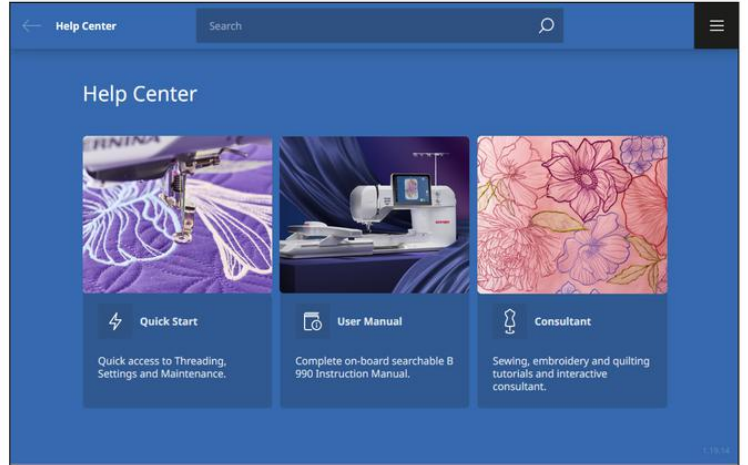 Help Center
Search
Help Center
BERNINA
Quick Start
User Manual
Consultant
Quick access to Threading,
Settings and Maintenance.
Complete on-board searchable B
990 Instruction Manual.
Sewing, embroidery and quilting
tutorials and interactive
consultant.